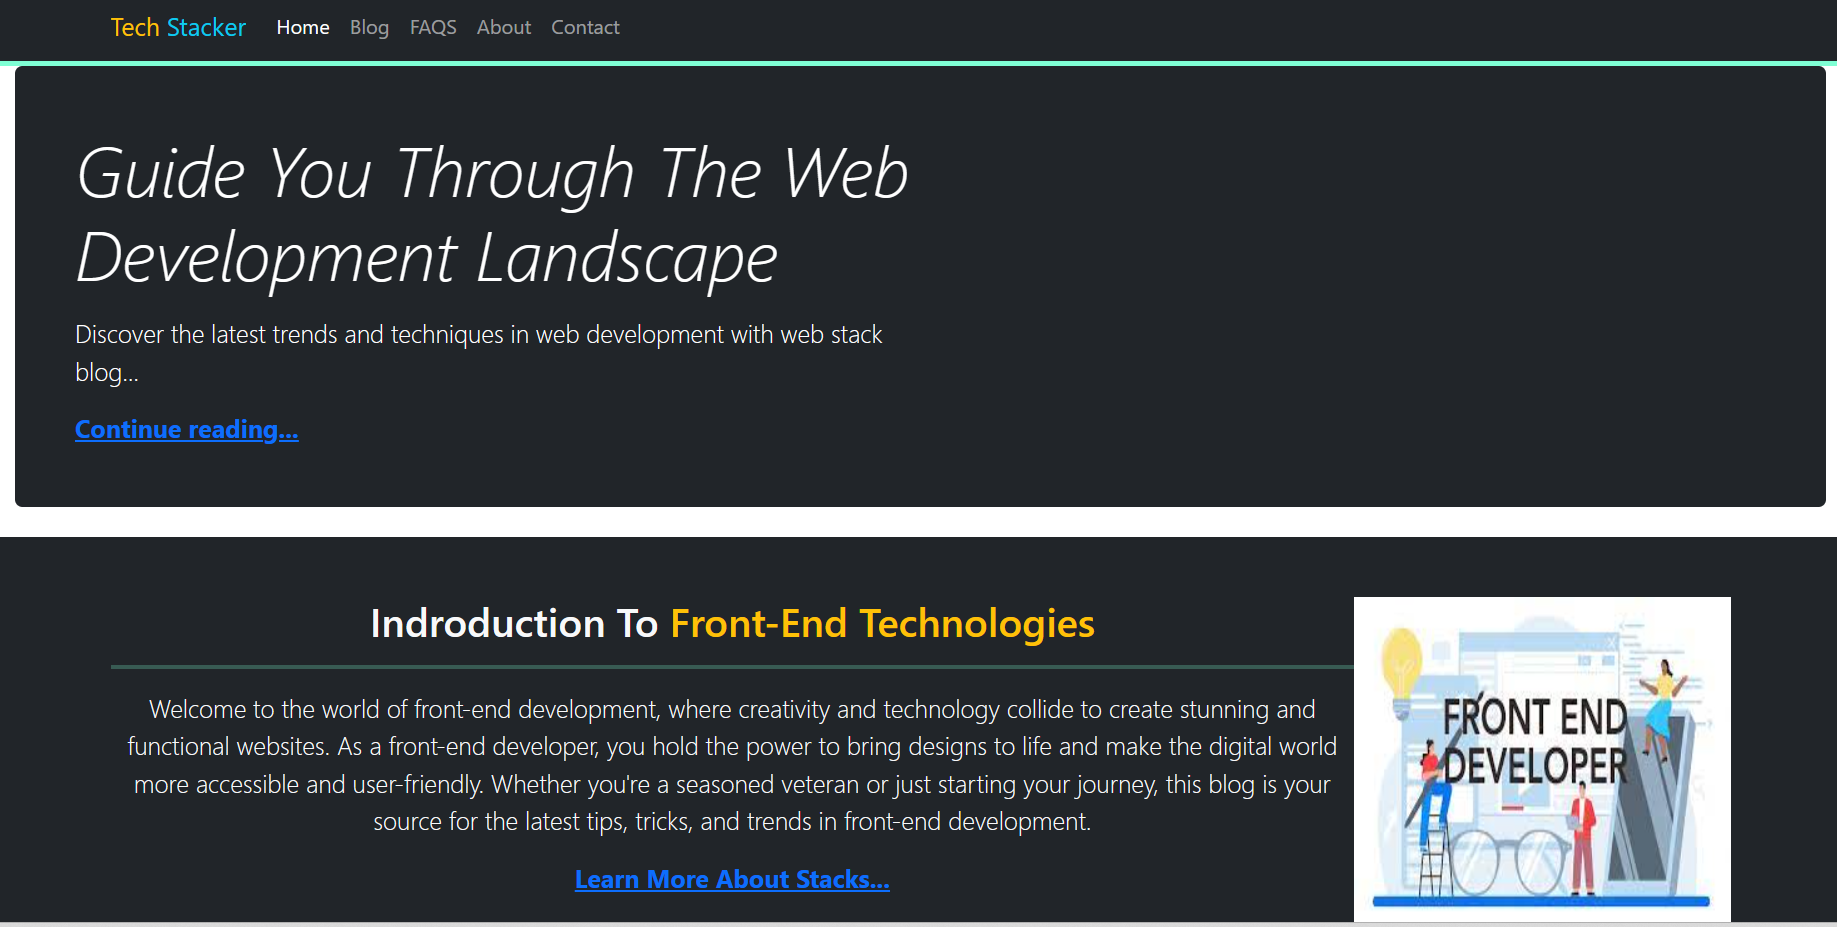 Tech Stacker Home Blog FAQS About Contact
Guide You Through The Web
Development Landscape
Discover the latest trends and techniques in web development with web stack
blog...
Continue reading...
Indroduction To Front-End Technologies
Welcome to the world of front-end development, where creativity and technology collide to create stunning and
functional websites. As a front-end developer, you hold the power to bring designs to life and make the digital world
more accessible and user-friendly. Whether you're a seasoned veteran or just starting your journey, this blog is your
source for the latest tips, tricks, and trends in front-end development.
Learn More About Stacks...
FRONT END
DEVELOPER